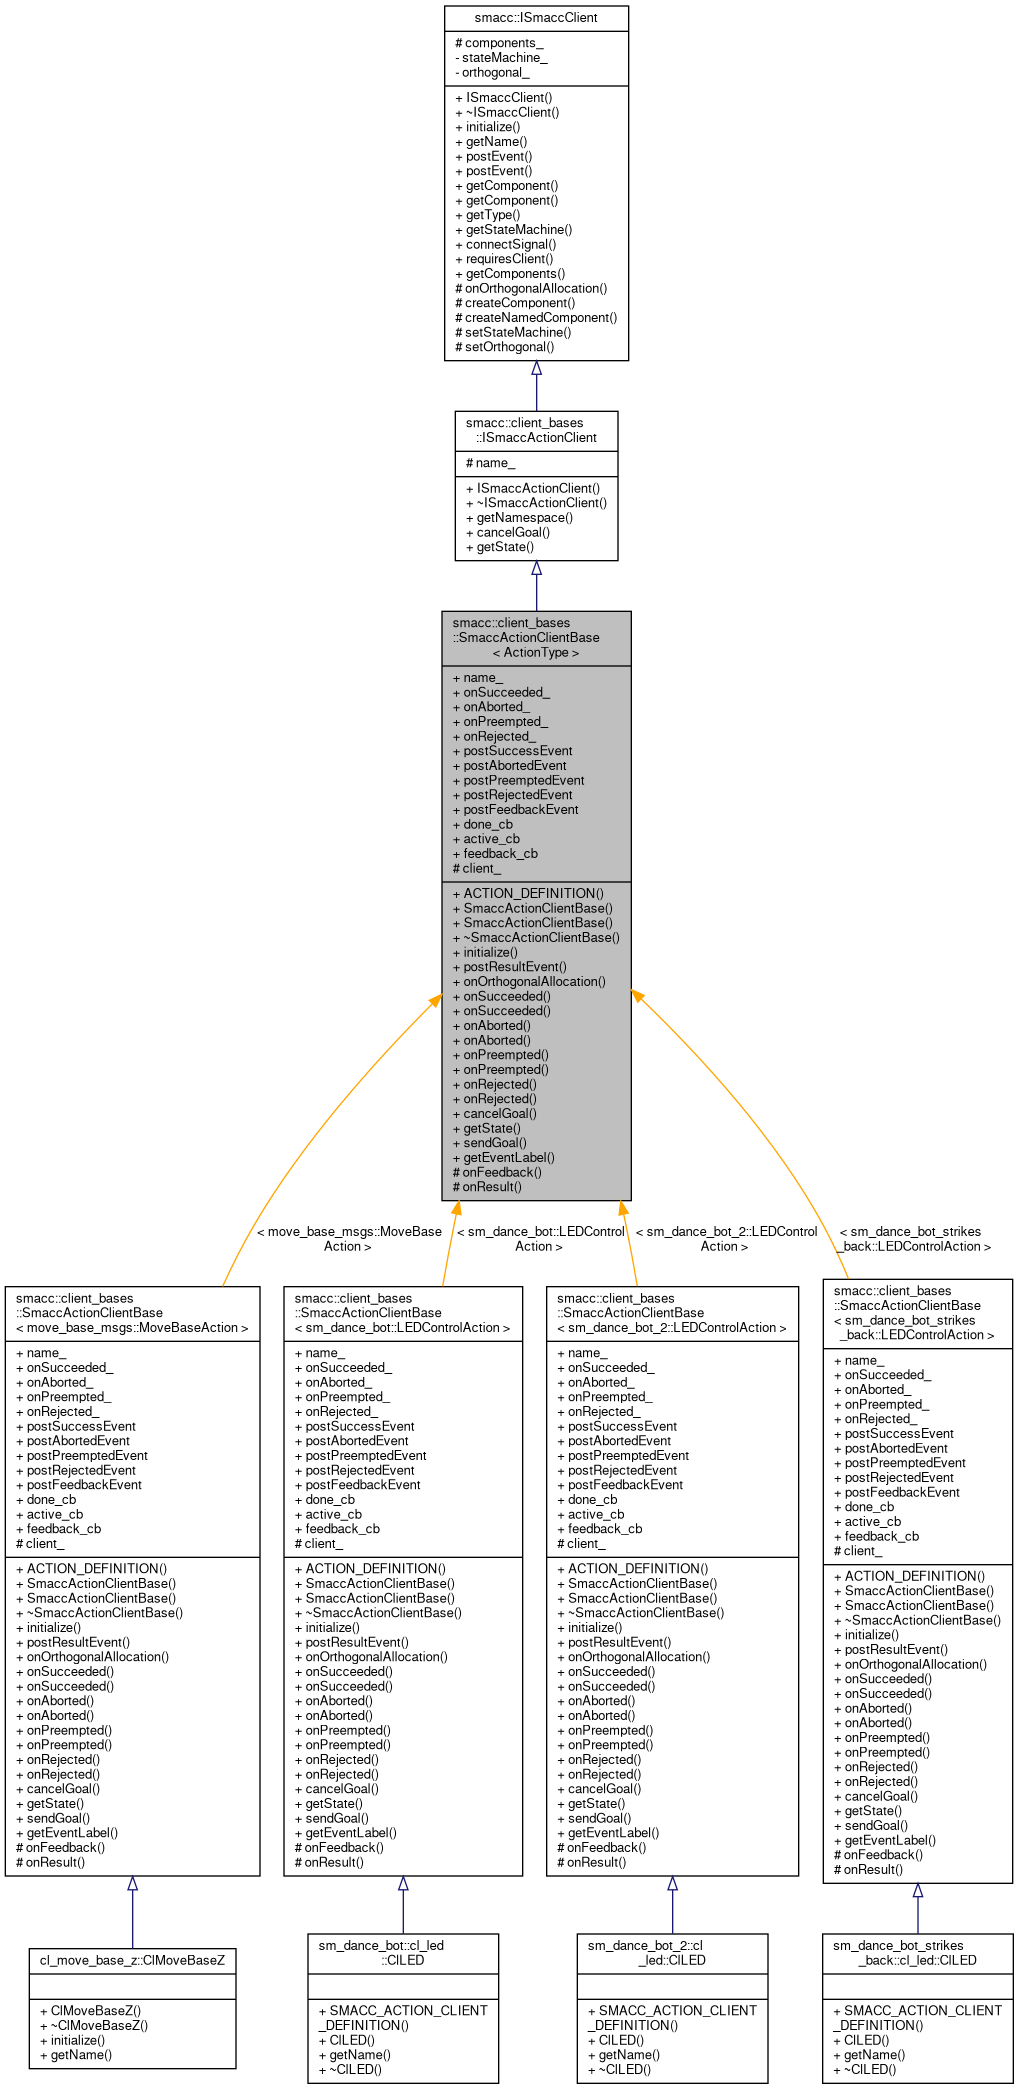 smacc::ISmaccClient
# components_
- stateMachine_
- orthogonal_
+ ISmaccClient()
+ ~ISmaccClient()
+ initialize()
+ getName()
+ postEvent()
+ postEvent()
+ getComponent()
+ getComponent()
+ getType()
+ getStateMachine()
+ connectSignal()
+ requiresClient()
+ getComponents()
# onOrthogonalAllocation()
# createComponent()
# createNamedComponent()
# setStateMachine()
# setOrthogonal()
smacc::client_bases
::ISmaccActionClient
# name_
+ ISmaccActionClient()
+ ~ISmaccActionClient()
+ getNamespace()
+ cancelGoal()
+ getState()
smacc::client_bases
::SmaccActionClientBase
< ActionType >
+ name_
+ onSucceeded_
+ onAborted_
+ onPreempted_
+ onRejected_
+ postSuccessEvent
+ postAbortedEvent
+ postPreemptedEvent
+ postRejectedEvent
+ postFeedbackEvent
+ done_cb
+ active_cb
+ feedback_cb
# client_
+ ACTION_DEFINITION()
+ SmaccActionClientBase()
+ SmaccActionClientBase()
+ ~SmaccActionClientBase()
+ initialize()
+ postResultEvent()
+ onOrthogonalAllocation()
+ onSucceeded()
+ onSucceeded()
+ onAborted()
+ onAborted()
+ onPreempted()
+ onPreempted()
+ onRejected()
+ onRejected()
+ cancelGoal()
+ getState()
+ sendGoal()
+ getEventLabel()
# onFeedback()
# onResult()
< move_base_msgs::MoveBase
Action >
< sm_dance_bot::LEDControl
Action >
< sm_dance_bot_2::LEDControl
Action >
< sm_dance_bot_strikes
_back::LEDControlAction >
smacc::client_bases
::SmaccActionClientBase
< move_base_msgs::MoveBaseAction >
+ name_
+ onSucceeded_
+ onAborted_
+ onPreempted_
+ onRejected_
+ postSuccessEvent
+ postAbortedEvent
+ postPreemptedEvent
+ postRejectedEvent
+ postFeedbackEvent
+ done_cb
+ active_cb
+ feedback_cb
# client_
+ ACTION_DEFINITION()
+ SmaccActionClientBase()
+ SmaccActionClientBase()
+ ~SmaccActionClientBase()
+ initialize()
+ postResultEvent()
+ onOrthogonalAllocation()
+ onSucceeded()
+ onSucceeded()
+ onAborted()
+ onAborted()
+ onPreempted()
+ onPreempted()
+ onRejected()
+ onRejected()
+ cancelGoal()
+ getState()
+ sendGoal()
+ getEventLabel()
# onFeedback()
# onResult()
smacc::client_bases
::SmaccActionClientBase
< sm_dance_bot::LEDControlAction >
+ name_
+ onSucceeded_
+ onAborted_
+ onPreempted_
+ onRejected_
+ postSuccessEvent
+ postAbortedEvent
+ postPreemptedEvent
+ postRejectedEvent
+ postFeedbackEvent
+ done_cb
+ active_cb
+ feedback_cb
# client_
+ ACTION_DEFINITION()
+ SmaccActionClientBase()
+ SmaccActionClientBase()
+ ~SmaccActionClientBase()
+ initialize()
+ postResultEvent()
+ onOrthogonalAllocation()
+ onSucceeded()
+ onSucceeded()
+ onAborted()
+ onAborted()
+ onPreempted()
+ onPreempted()
+ onRejected()
+ onRejected()
+ cancelGoal()
+ getState()
+ sendGoal()
+ getEventLabel()
# onFeedback()
# onResult()
smacc::client_bases
::SmaccActionClientBase
< sm_dance_bot_2::LEDControlAction >
+ name_
+ onSucceeded_
+ onAborted_
+ onPreempted_
+ onRejected_
+ postSuccessEvent
+ postAbortedEvent
+ postPreemptedEvent
+ postRejectedEvent
+ postFeedbackEvent
+ done_cb
+ active_cb
+ feedback_cb
# client_
+ ACTION_DEFINITION()
+ SmaccActionClientBase()
+ SmaccActionClientBase()
+ ~SmaccActionClientBase()
+ initialize()
+ postResultEvent()
+ onOrthogonalAllocation()
+ onSucceeded()
+ onSucceeded()
+ onAborted()
+ onAborted()
+ onPreempted()
+ onPreempted()
+ onRejected()
+ onRejected()
+ cancelGoal()
+ getState()
+ sendGoal()
+ getEventLabel()
# onFeedback()
# onResult()
smacc::client_bases
::SmaccActionClientBase
< sm_dance_bot_strikes
_back::LEDControlAction >
+ name_
+ onSucceeded_
+ onAborted_
+ onPreempted_
+ onRejected_
+ postSuccessEvent
+ postAbortedEvent
+ postPreemptedEvent
+ postRejectedEvent
+ postFeedbackEvent
+ done_cb
+ active_cb
+ feedback_cb
# client_
+ ACTION_DEFINITION()
+ SmaccActionClientBase()
+ SmaccActionClientBase()
+ ~SmaccActionClientBase()
+ initialize()
+ postResultEvent()
+ onOrthogonalAllocation()
+ onSucceeded()
+ onSucceeded()
+ onAborted()
+ onAborted()
+ onPreempted()
+ onPreempted()
+ onRejected()
+ onRejected()
+ cancelGoal()
+ getState()
+ sendGoal()
+ getEventLabel()
# onFeedback()
# onResult()
cl_move_base_z::ClMoveBaseZ
+ ClMoveBaseZ()
+ ~ClMoveBaseZ()
+ initialize()
+ getName()
sm_dance_bot::cl_led
::ClLED
+ SMACC_ACTION_CLIENT
_DEFINITION()
+ ClLED()
+ getName()
+ ~ClLED()
sm_dance_bot_2::cl
_led::ClLED
+ SMACC_ACTION_CLIENT
_DEFINITION()
+ ClLED()
+ getName()
+ ~ClLED()
sm_dance_bot_strikes
_back::cl_led::ClLED
+ SMACC_ACTION_CLIENT
_DEFINITION()
+ ClLED()
+ getName()
+ ~ClLED()